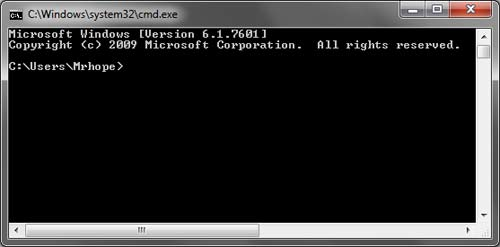 C:\Windows\system32\cmd.exe
Microsoft Windows [Version 6.1.7601]
Copyright (c) 2009 Microsoft Corporation.  All rights reserved.
C:\Users\Mrhope>